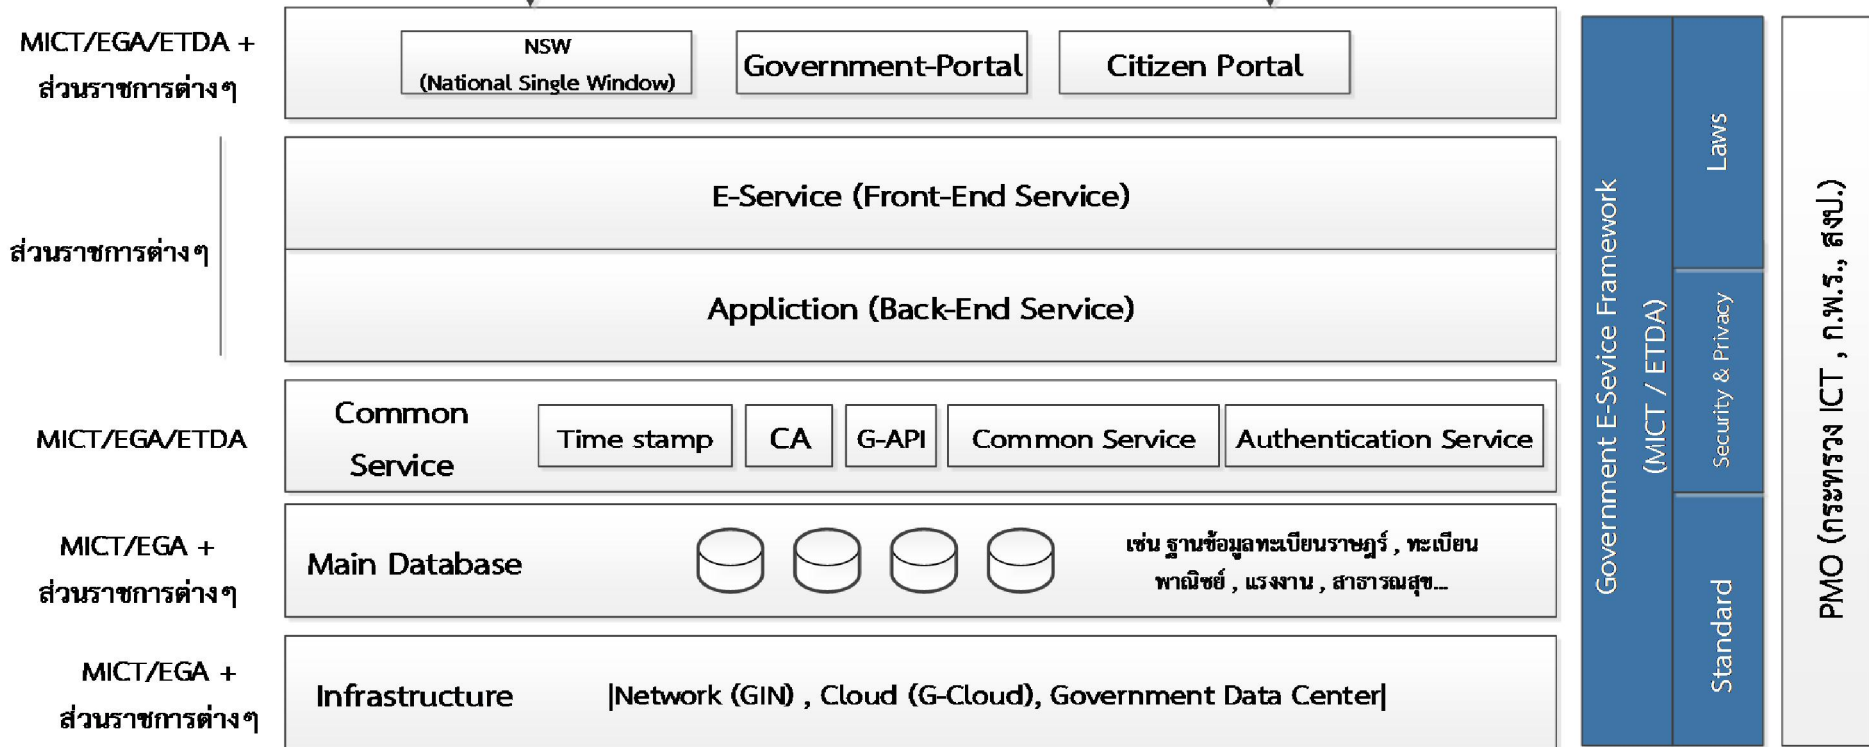 MICT/EGA/ETDA +
ส่วนราชการต่างๆ
NSW
(National Single Window)
Government-Portal
Citizen Portal
ส่วนราชการต่างๆ
E-Service (Front-End Service)
Appliction (Back-End Service)
MICT/EGA/ETDA
Common
Service
Time stamp
CA
G-API
Common Service
Authentication Service
MICT/EGA +
ส่วนราชการต่างๆ
Main Database
เช่น ฐานข้อมูลทะเบียนราษฎร์ , ทะเบียน
พาณิชย์ , แรงงาน , สาธารณสุข...
MICT/EGA +
ส่วนราชการต่างๆ
Infrastructure
|Network (GIN) , Cloud (G-Cloud), Government Data Center|
Government E-Sevice Framework
(MICT / ETDA)
Laws
Security & Privacy
Standard
PMO (กระทรวง ICT , ก.พ.ร., สงป.)